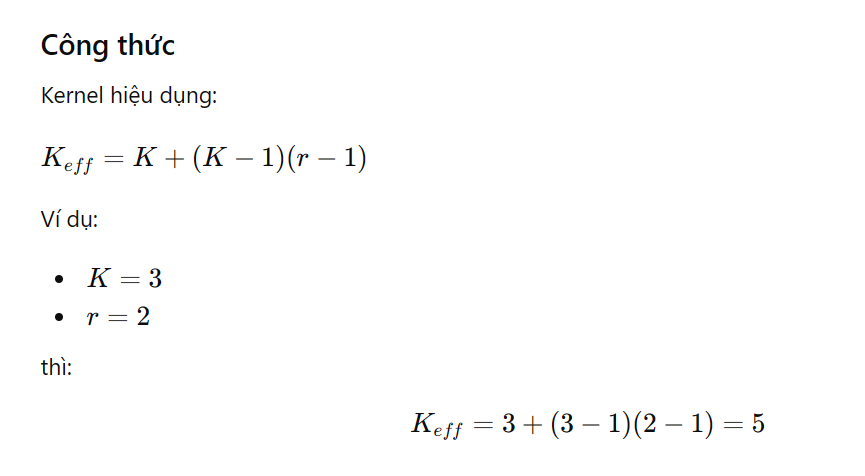 Công thức
Kernel hiệu dụng:
K_{eff} = K + (K − 1)(r − 1)
Ví dụ:
• K = 3
• r = 2
thì:
K_{eff} = 3 + (3 − 1)(2 − 1) = 5